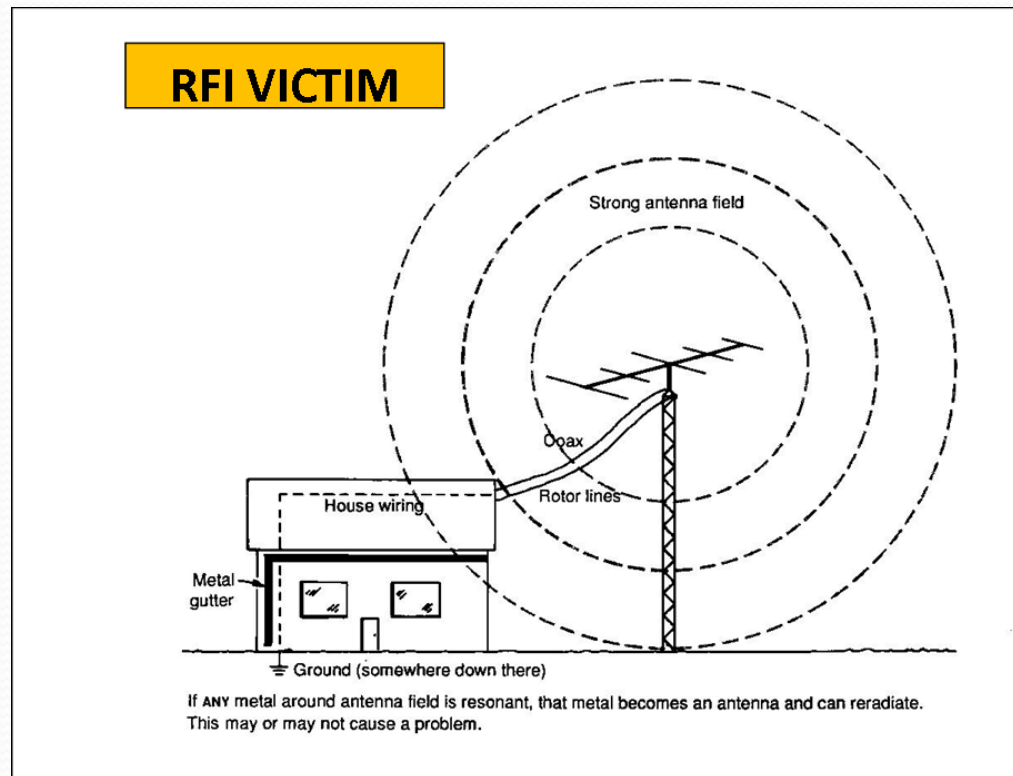 RFI VICTIM
Strong antenna field
Coax
Rotor lines
House wiring
Metal
gutter
Ground (somewhere down there)
If ANY metal around antenna field is resonant, that metal becomes an antenna and can reradiate.
This may or may not cause a problem.